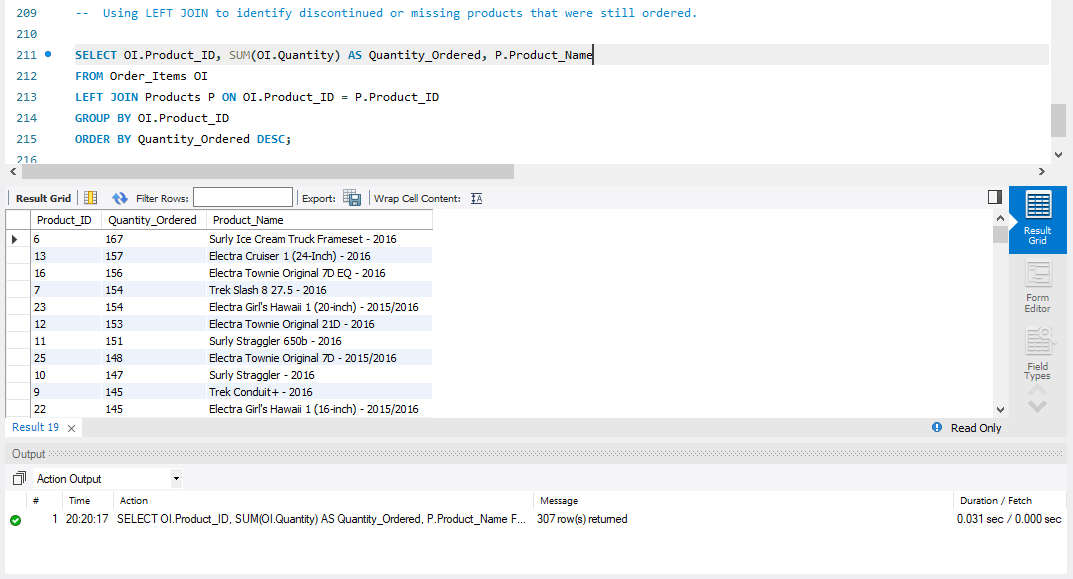 209 -- Using LEFT JOIN to identify discontinued or missing products that were still ordered.
210
211 SELECT OI.Product_ID, SUM(OI.Quantity) AS Quantity_Ordered, P.Product_Name
212 FROM Order_Items OI
213 LEFT JOIN Products P ON OI.Product_ID = P.Product_ID
214 GROUP BY OI.Product_ID
215 ORDER BY Quantity_Ordered DESC;
216
Result Grid Filter Rows: Export: Wrap Cell Content: IA
Product_ID Quantity_Ordered Product_Name
6 167 Surly Ice Cream Truck Frameset - 2016
13 157 Electra Cruiser 1 (24-Inch) - 2016
16 156 Electra Townie Original 7D EQ - 2016
7 154 Trek Slash 8 27.5 - 2016
23 154 Electra Girl's Hawaii 1 (20-inch) - 2015/2016
12 153 Electra Townie Original 21D - 2016
11 151 Surly Straggler 650b - 2016
25 148 Electra Townie Original 7D - 2015/2016
10 147 Surly Straggler - 2016
9 145 Trek Conduit+ - 2016
22 145 Electra Girl's Hawaii 1 (16-inch) - 2015/2016
Result
Grid
Form
Editor
Field
Types
Result 19 Read Only
Output
Action Output
# Time Action Message Duration / Fetch
1 20:20:17 SELECT OI.Product_ID, SUM(OI.Quantity) AS Quantity_Ordered, P.Product_Name F... 307 row(s) returned 0.031 sec / 0.000 sec